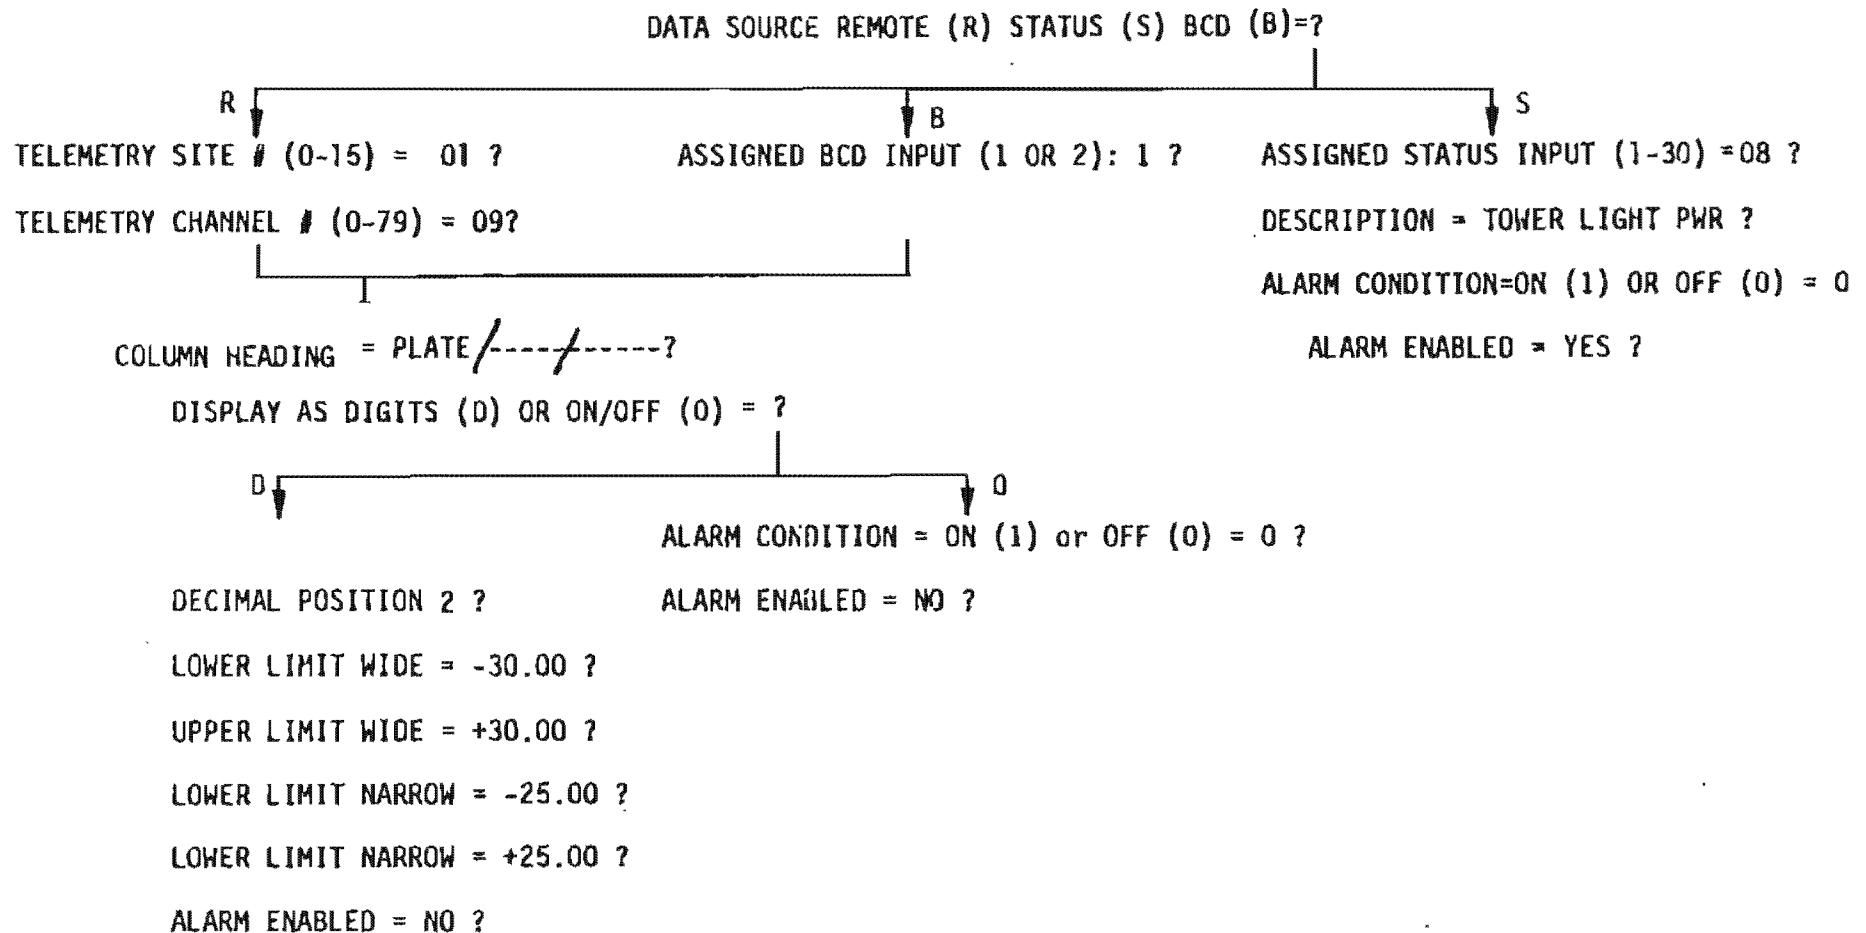 DATA SOURCE REMOTE (R) STATUS (S) BCD (B)=?
R
B
S
TELEMETRY SITE # (0-15) = 01 ?
ASSIGNED BCD INPUT (1 OR 2): 1 ?
ASSIGNED STATUS INPUT (1-30) =08 ?
TELEMETRY CHANNEL # (0-79) = 09?
DESCRIPTION = TOWER LIGHT PWR ?
ALARM CONDITION=ON (1) OR OFF (0) = 0
COLUMN HEADING = PLATE/----/-----?
ALARM ENABLED = YES ?
DISPLAY AS DIGITS (D) OR ON/OFF (O) = ?
D
O
ALARM CONDITION = ON (1) or OFF (0) = 0 ?
DECIMAL POSITION 2 ?
ALARM ENABLED = NO ?
LOWER LIMIT WIDE = -30.00 ?
UPPER LIMIT WIDE = +30.00 ?
LOWER LIMIT NARROW = -25.00 ?
LOWER LIMIT NARROW = +25.00 ?
ALARM ENABLED = NO ?